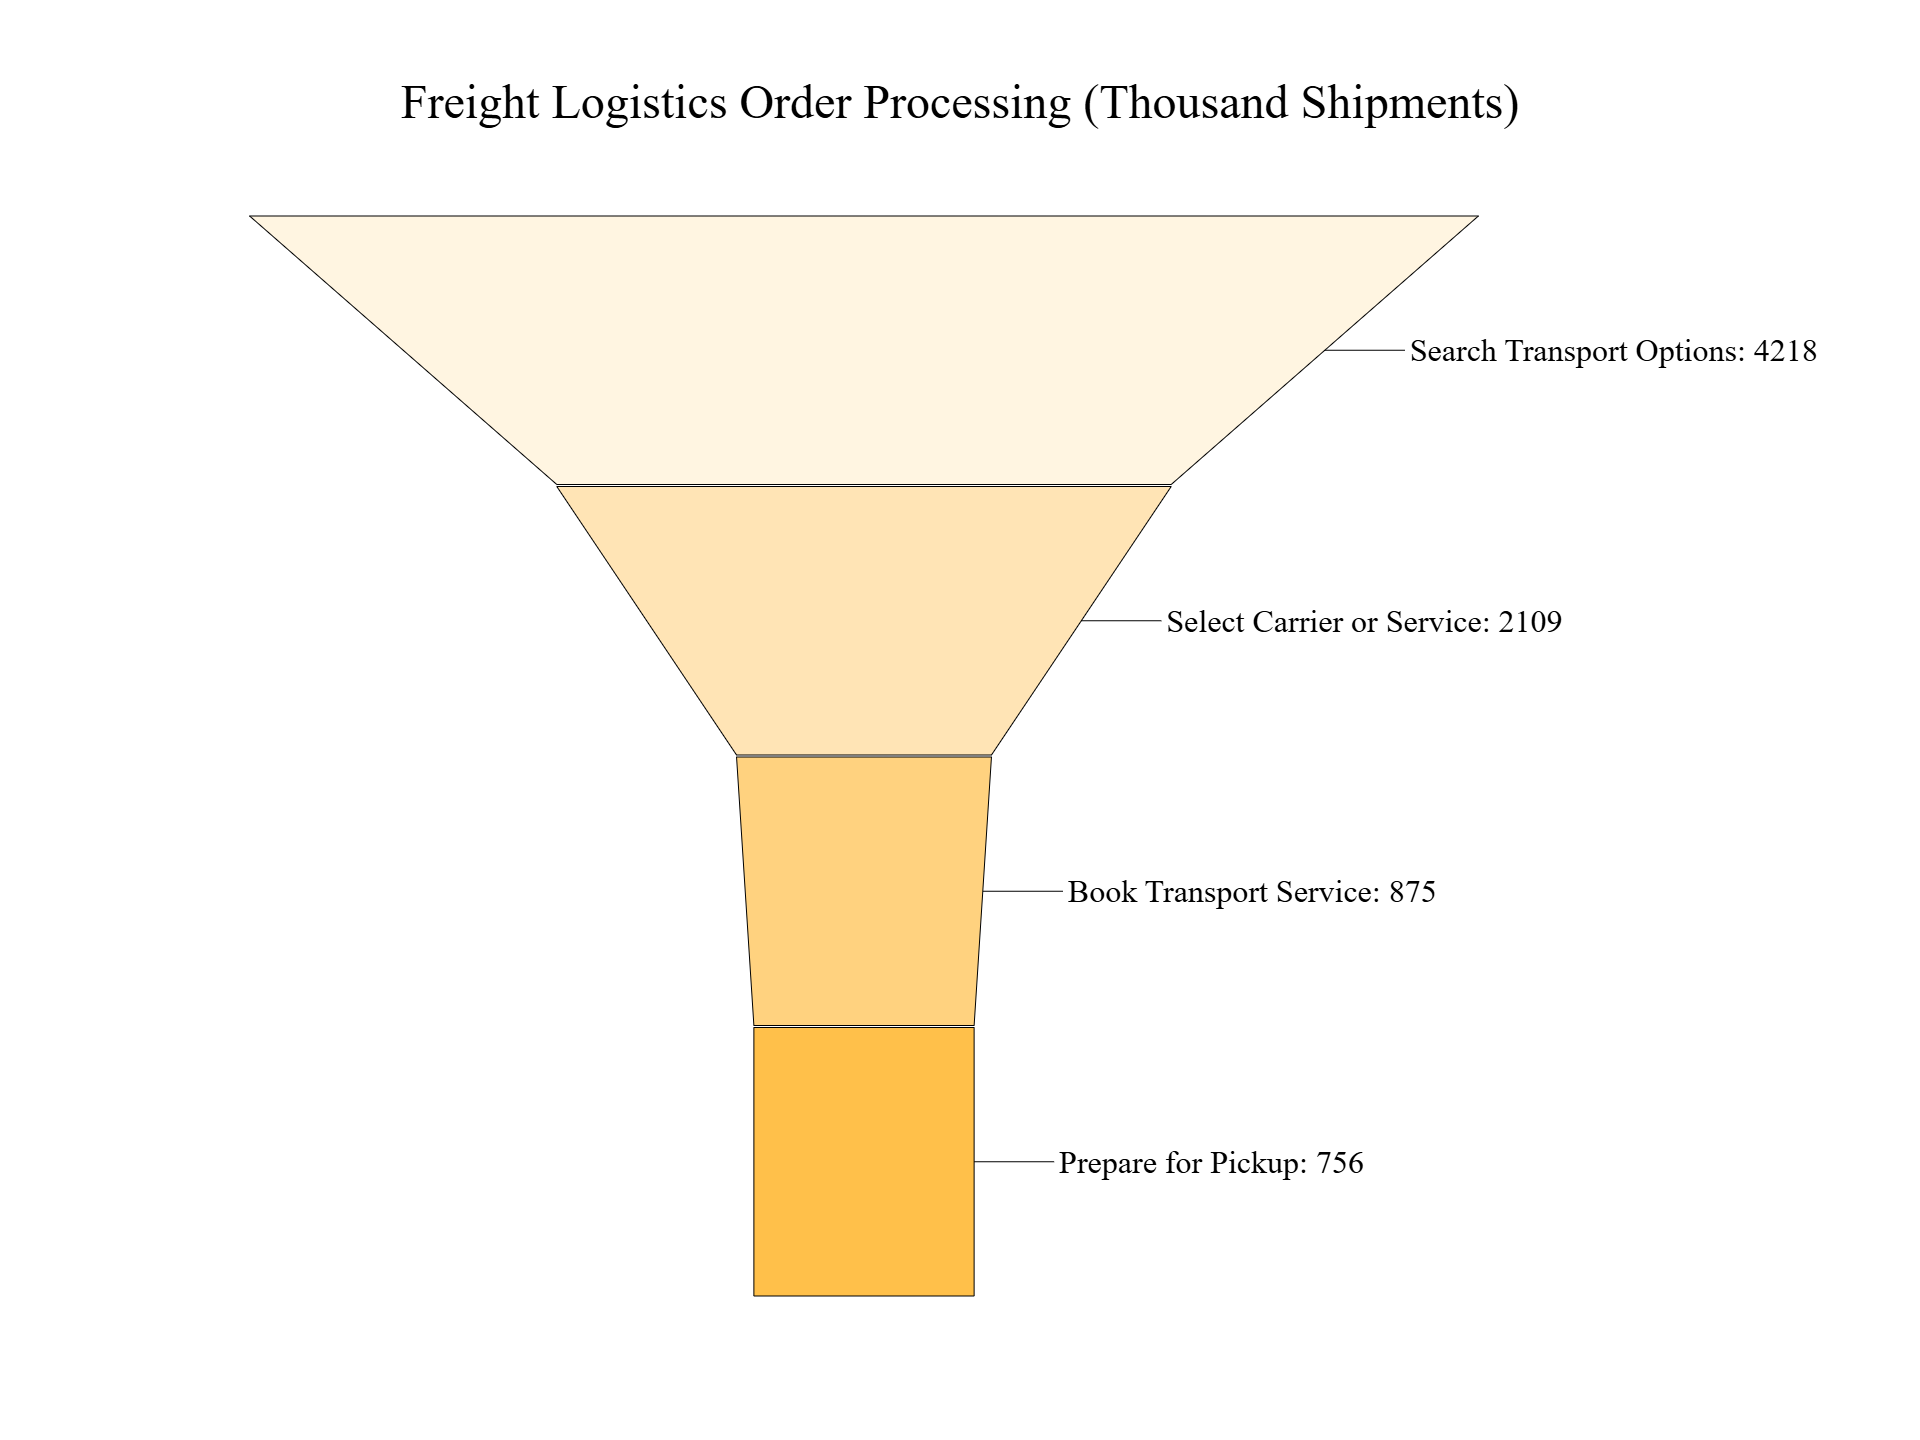 Freight Logistics Order Processing (Thousand Shipments)
Search Transport Options: 4218
Select Carrier or Service: 2109
Book Transport Service: 875
Prepare for Pickup: 756